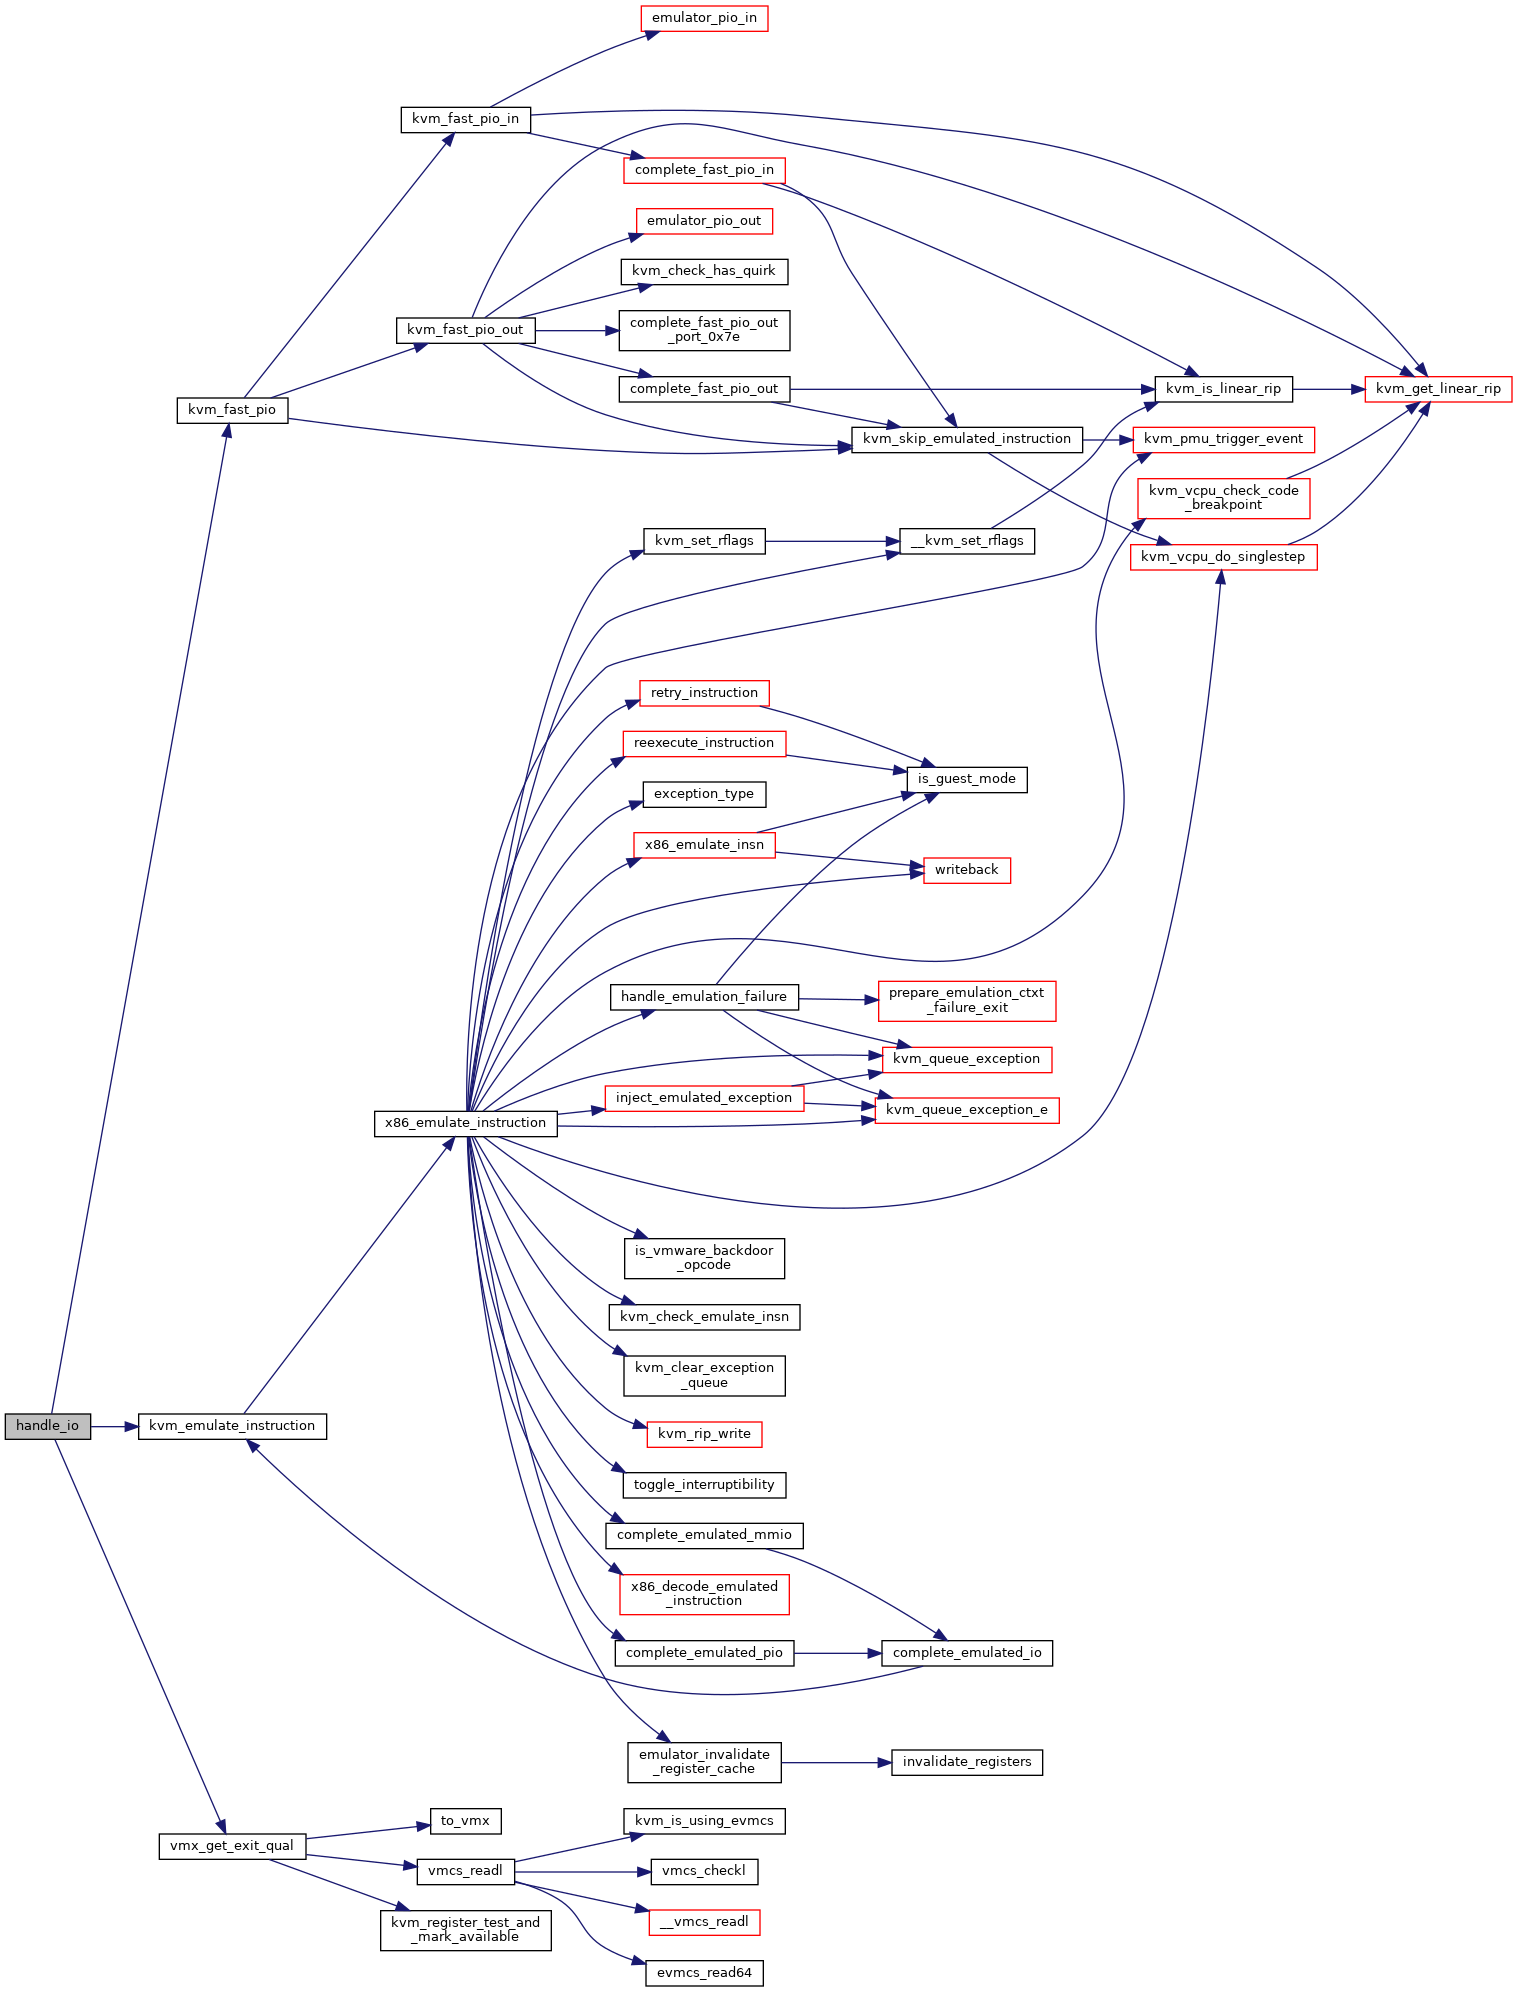 emulator_pio_in
kvm_fast_pio_in
complete_fast_pio_in
emulator_pio_out
kvm_check_has_quirk
kvm_fast_pio_out
complete_fast_pio_out
_port_0x7e
complete_fast_pio_out
kvm_is_linear_rip
kvm_get_linear_rip
kvm_fast_pio
kvm_skip_emulated_instruction
kvm_pmu_trigger_event
kvm_vcpu_check_code
_breakpoint
kvm_set_rflags
__kvm_set_rflags
kvm_vcpu_do_singlestep
retry_instruction
reexecute_instruction
is_guest_mode
exception_type
x86_emulate_insn
writeback
handle_emulation_failure
prepare_emulation_ctxt
_failure_exit
kvm_queue_exception
inject_emulated_exception
kvm_queue_exception_e
x86_emulate_instruction
is_vmware_backdoor
_opcode
kvm_check_emulate_insn
kvm_clear_exception
_queue
handle_io
kvm_emulate_instruction
kvm_rip_write
toggle_interruptibility
complete_emulated_mmio
x86_decode_emulated
_instruction
complete_emulated_pio
complete_emulated_io
emulator_invalidate
_register_cache
invalidate_registers
to_vmx
kvm_is_using_evmcs
vmx_get_exit_qual
vmcs_readl
vmcs_checkl
kvm_register_test_and
_mark_available
__vmcs_readl
evmcs_read64